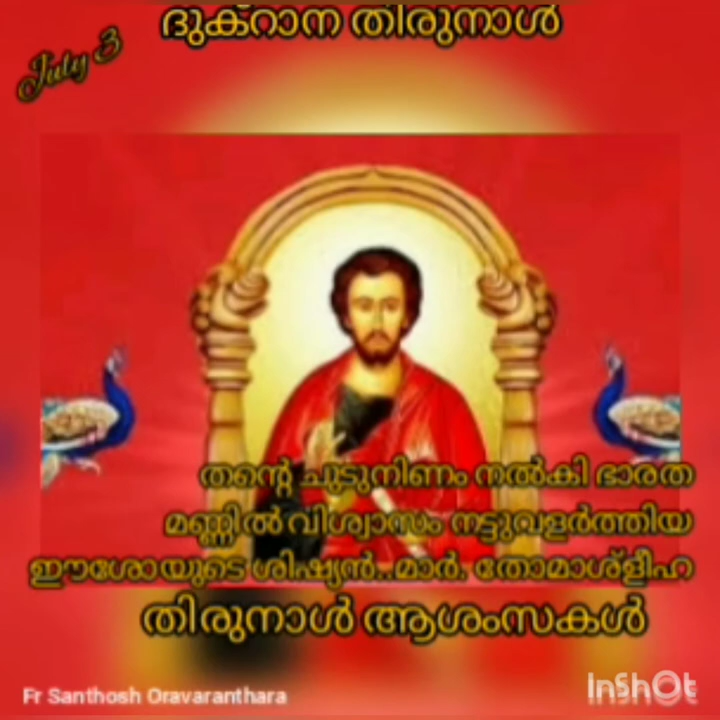 ദുക്റാന തിരുനാൾ
July 3
തന്റെ ചുടുനിണം നൽകി ഭാരത
മണ്ണിൽ വിശ്വാസം നട്ടുവളർത്തിയ
ഈശോയുടെ ശിഷ്യൻ..മാർ. തോമാശ്ളീഹ
തിരുനാൾ ആശംസകൾ
Fr Santhosh Oravaranthara
InShOt